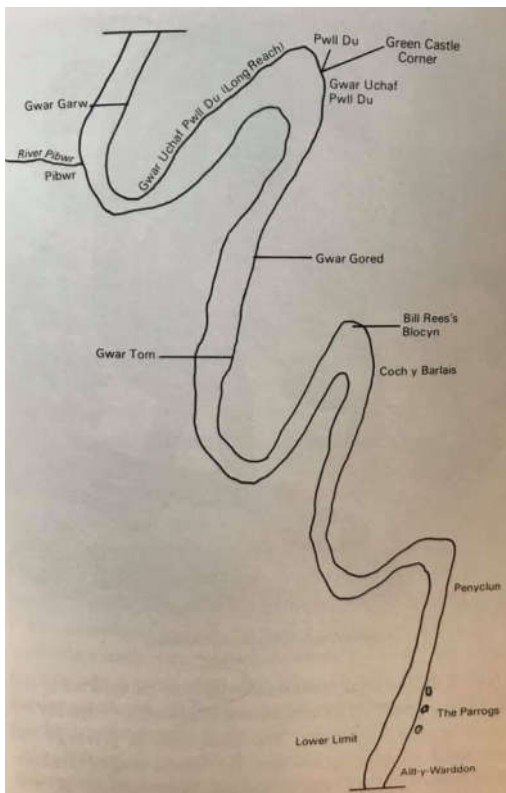 Pwll Du
Green Castle
Corner
Gwar Uchaf
Pwll Du
Gwar Uchaf Pwll Du (Long Reach)
Gwar Garw
River Pibwr
Pibwr
Gwar Gored
Bill Rees's
Blocyn
Gwar Tom
Coch y Barlais
Penyclun
The Parrogs
Lower Limit
Allt-y-Warddon